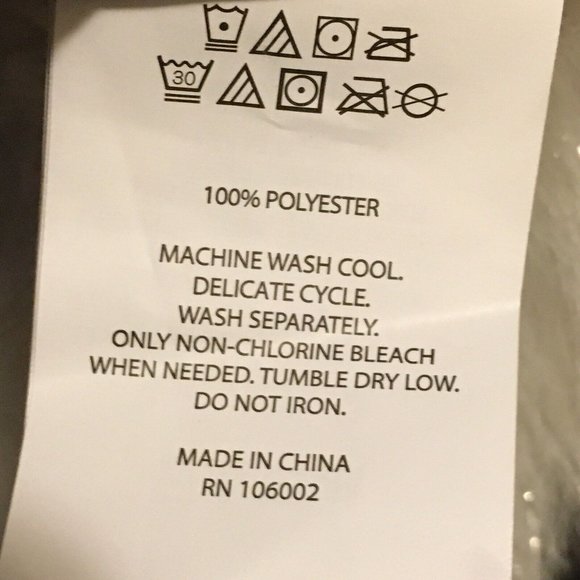 30
100% POLYESTER
MACHINE WASH COOL.
DELICATE CYCLE.
WASH SEPARATELY.
ONLY NON-CHLORINE BLEACH
WHEN NEEDED. TUMBLE DRY LOW.
DO NOT IRON.
MADE IN CHINA
RN 106002